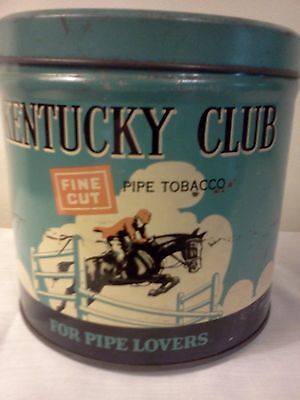 KENTUCKY CLUB
FINE
CUT
PIPE TOBACCO
FOR PIPE LOVERS